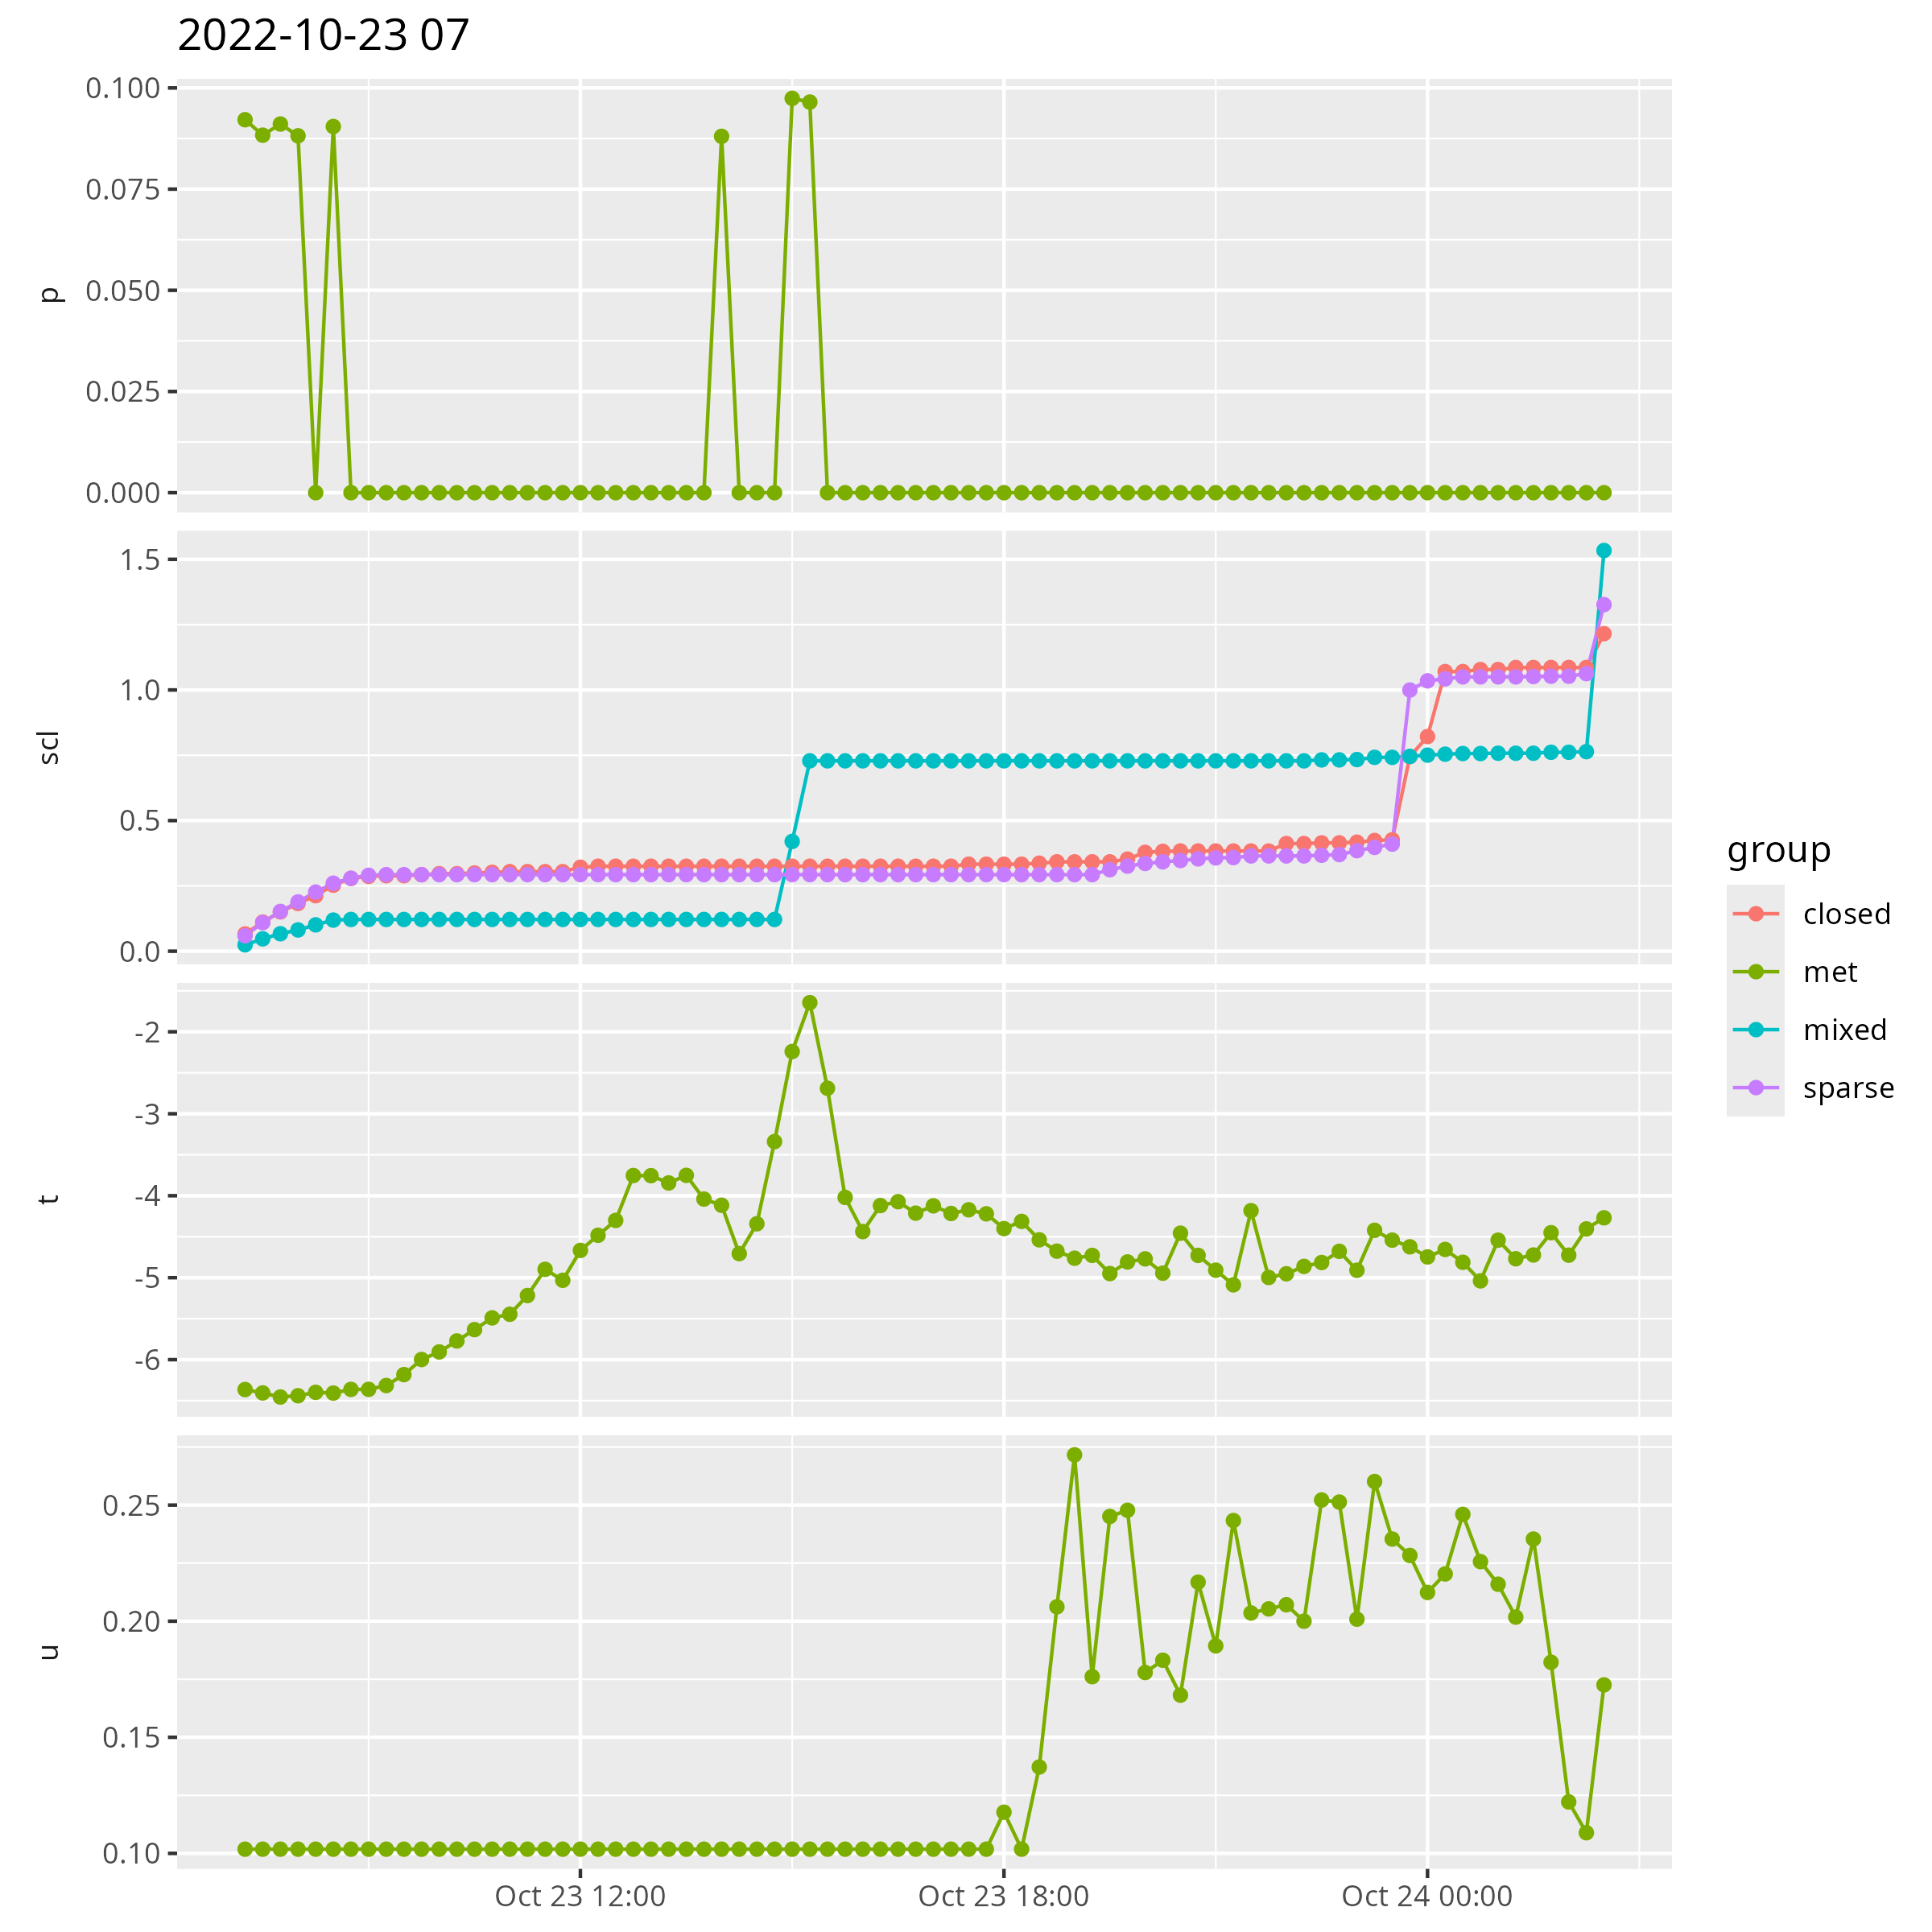 2022-10-23 07
p
0.100
0.075
0.050
0.025
0.000
scl
1.5
1.0
0.5
0.0
t
-2
-3
-4
-5
-6
u
0.25
0.20
0.15
0.10
Oct 23 12:00
Oct 23 18:00
Oct 24 00:00
group
closed
met
mixed
sparse